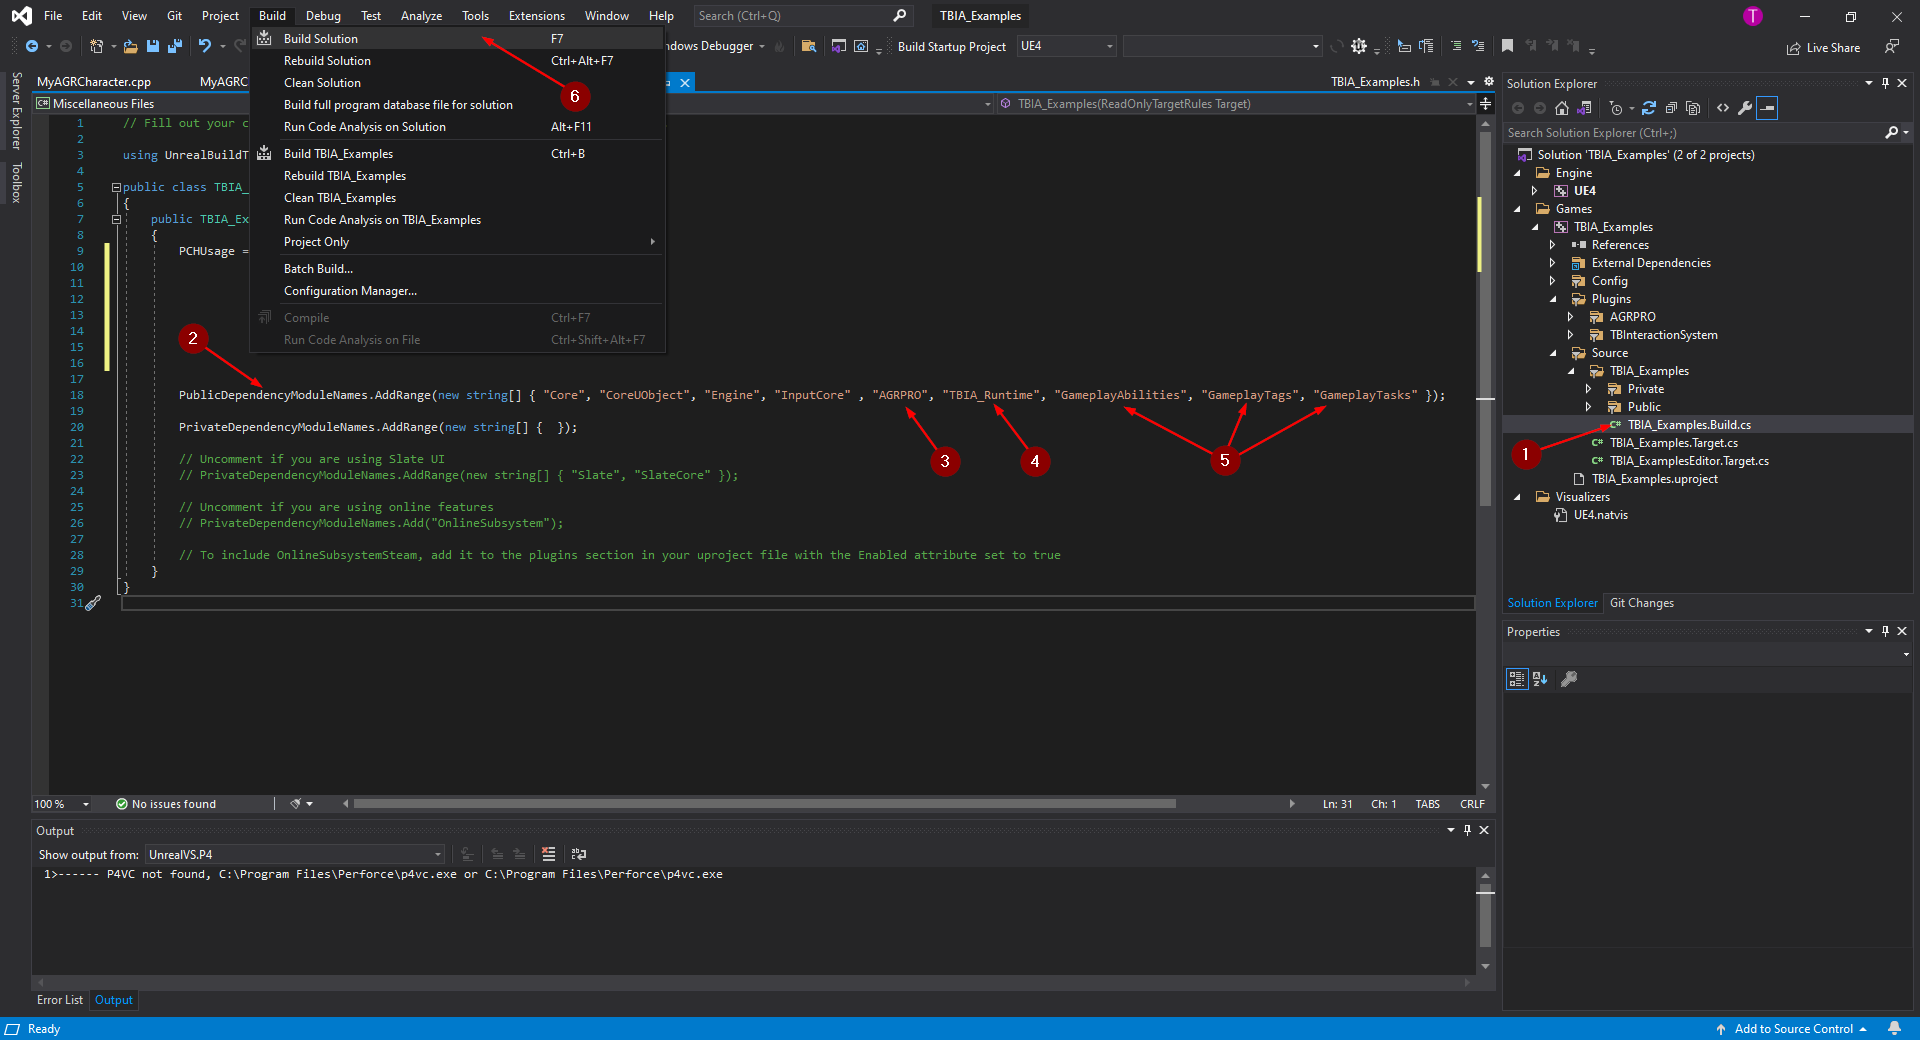 File Edit View Git Project Build Debug Test Analyze Tools Extensions Window Help Search (Ctrl+Q) TBIA_Examples T
ndows Debugger Build Startup Project UE4 Live Share
Build Solution F7
Rebuild Solution Ctrl+Alt+F7
Clean Solution
Build full program database file for solution
Run Code Analysis on Solution Alt+F11
Build TBIA_Examples Ctrl+B
Rebuild TBIA_Examples
Clean TBIA_Examples
Run Code Analysis on TBIA_Examples
Project Only
Batch Build...
Configuration Manager...
Compile Ctrl+F7
Run Code Analysis on File Ctrl+Shift+Alt+F7
6
Server Explorer
Toolbox
MyAGRCharacter.cpp MyAGRC TBIA_Examples.h
Miscellaneous Files TBIA_Examples(ReadOnlyTargetRules Target)
1 // Fill out your c
2
3 using UnrealBuildT
4
5 public class TBIA_
6 {
7 public TBIA_Ex
8 {
9 PCHUsage =
10
11
12
13
14
15
16
17
18 PublicDependencyModuleNames.AddRange(new string[] { "Core", "CoreUObject", "Engine", "InputCore" , "AGRPRO", "TBIA_Runtime", "GameplayAbilities", "GameplayTags", "GameplayTasks" });
19
20 PrivateDependencyModuleNames.AddRange(new string[] {  });
21
22 // Uncomment if you are using Slate UI
23 // PrivateDependencyModuleNames.AddRange(new string[] { "Slate", "SlateCore" });
24
25 // Uncomment if you are using online features
26 // PrivateDependencyModuleNames.Add("OnlineSubsystem");
27
28 // To include OnlineSubsystemSteam, add it to the plugins section in your uproject file with the Enabled attribute set to true
29 }
30 }
31
2
3
4
5
100 % No issues found Ln: 31 Ch: 1 TABS CRLF
Output
Show output from: UnrealVS.P4
1>------ P4VC not found, C:\Program Files\Perforce\p4vc.exe or C:\Program Files\Perforce\p4vc.exe
Error List Output
Solution Explorer
Search Solution Explorer (Ctrl+;)
Solution 'TBIA_Examples' (2 of 2 projects)
Engine
UE4
Games
TBIA_Examples
References
External Dependencies
Config
Plugins
AGRPRO
TBInteractionSystem
Source
TBIA_Examples
Private
Public
C# TBIA_Examples.Build.cs
C# TBIA_Examples.Target.cs
C# TBIA_ExamplesEditor.Target.cs
TBIA_Examples.uproject
Visualizers
UE4.natvis
1
Solution Explorer Git Changes
Properties
Ready Add to Source Control